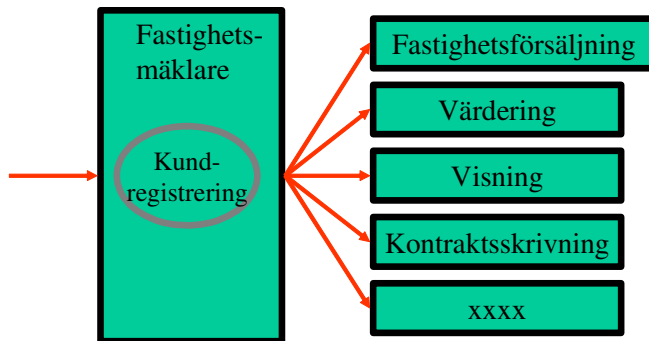 Fastighets-
mäklare
Kund-
registrering
Fastighetsförsäljning
Värdering
Visning
Kontraktsskrivning
xxxx